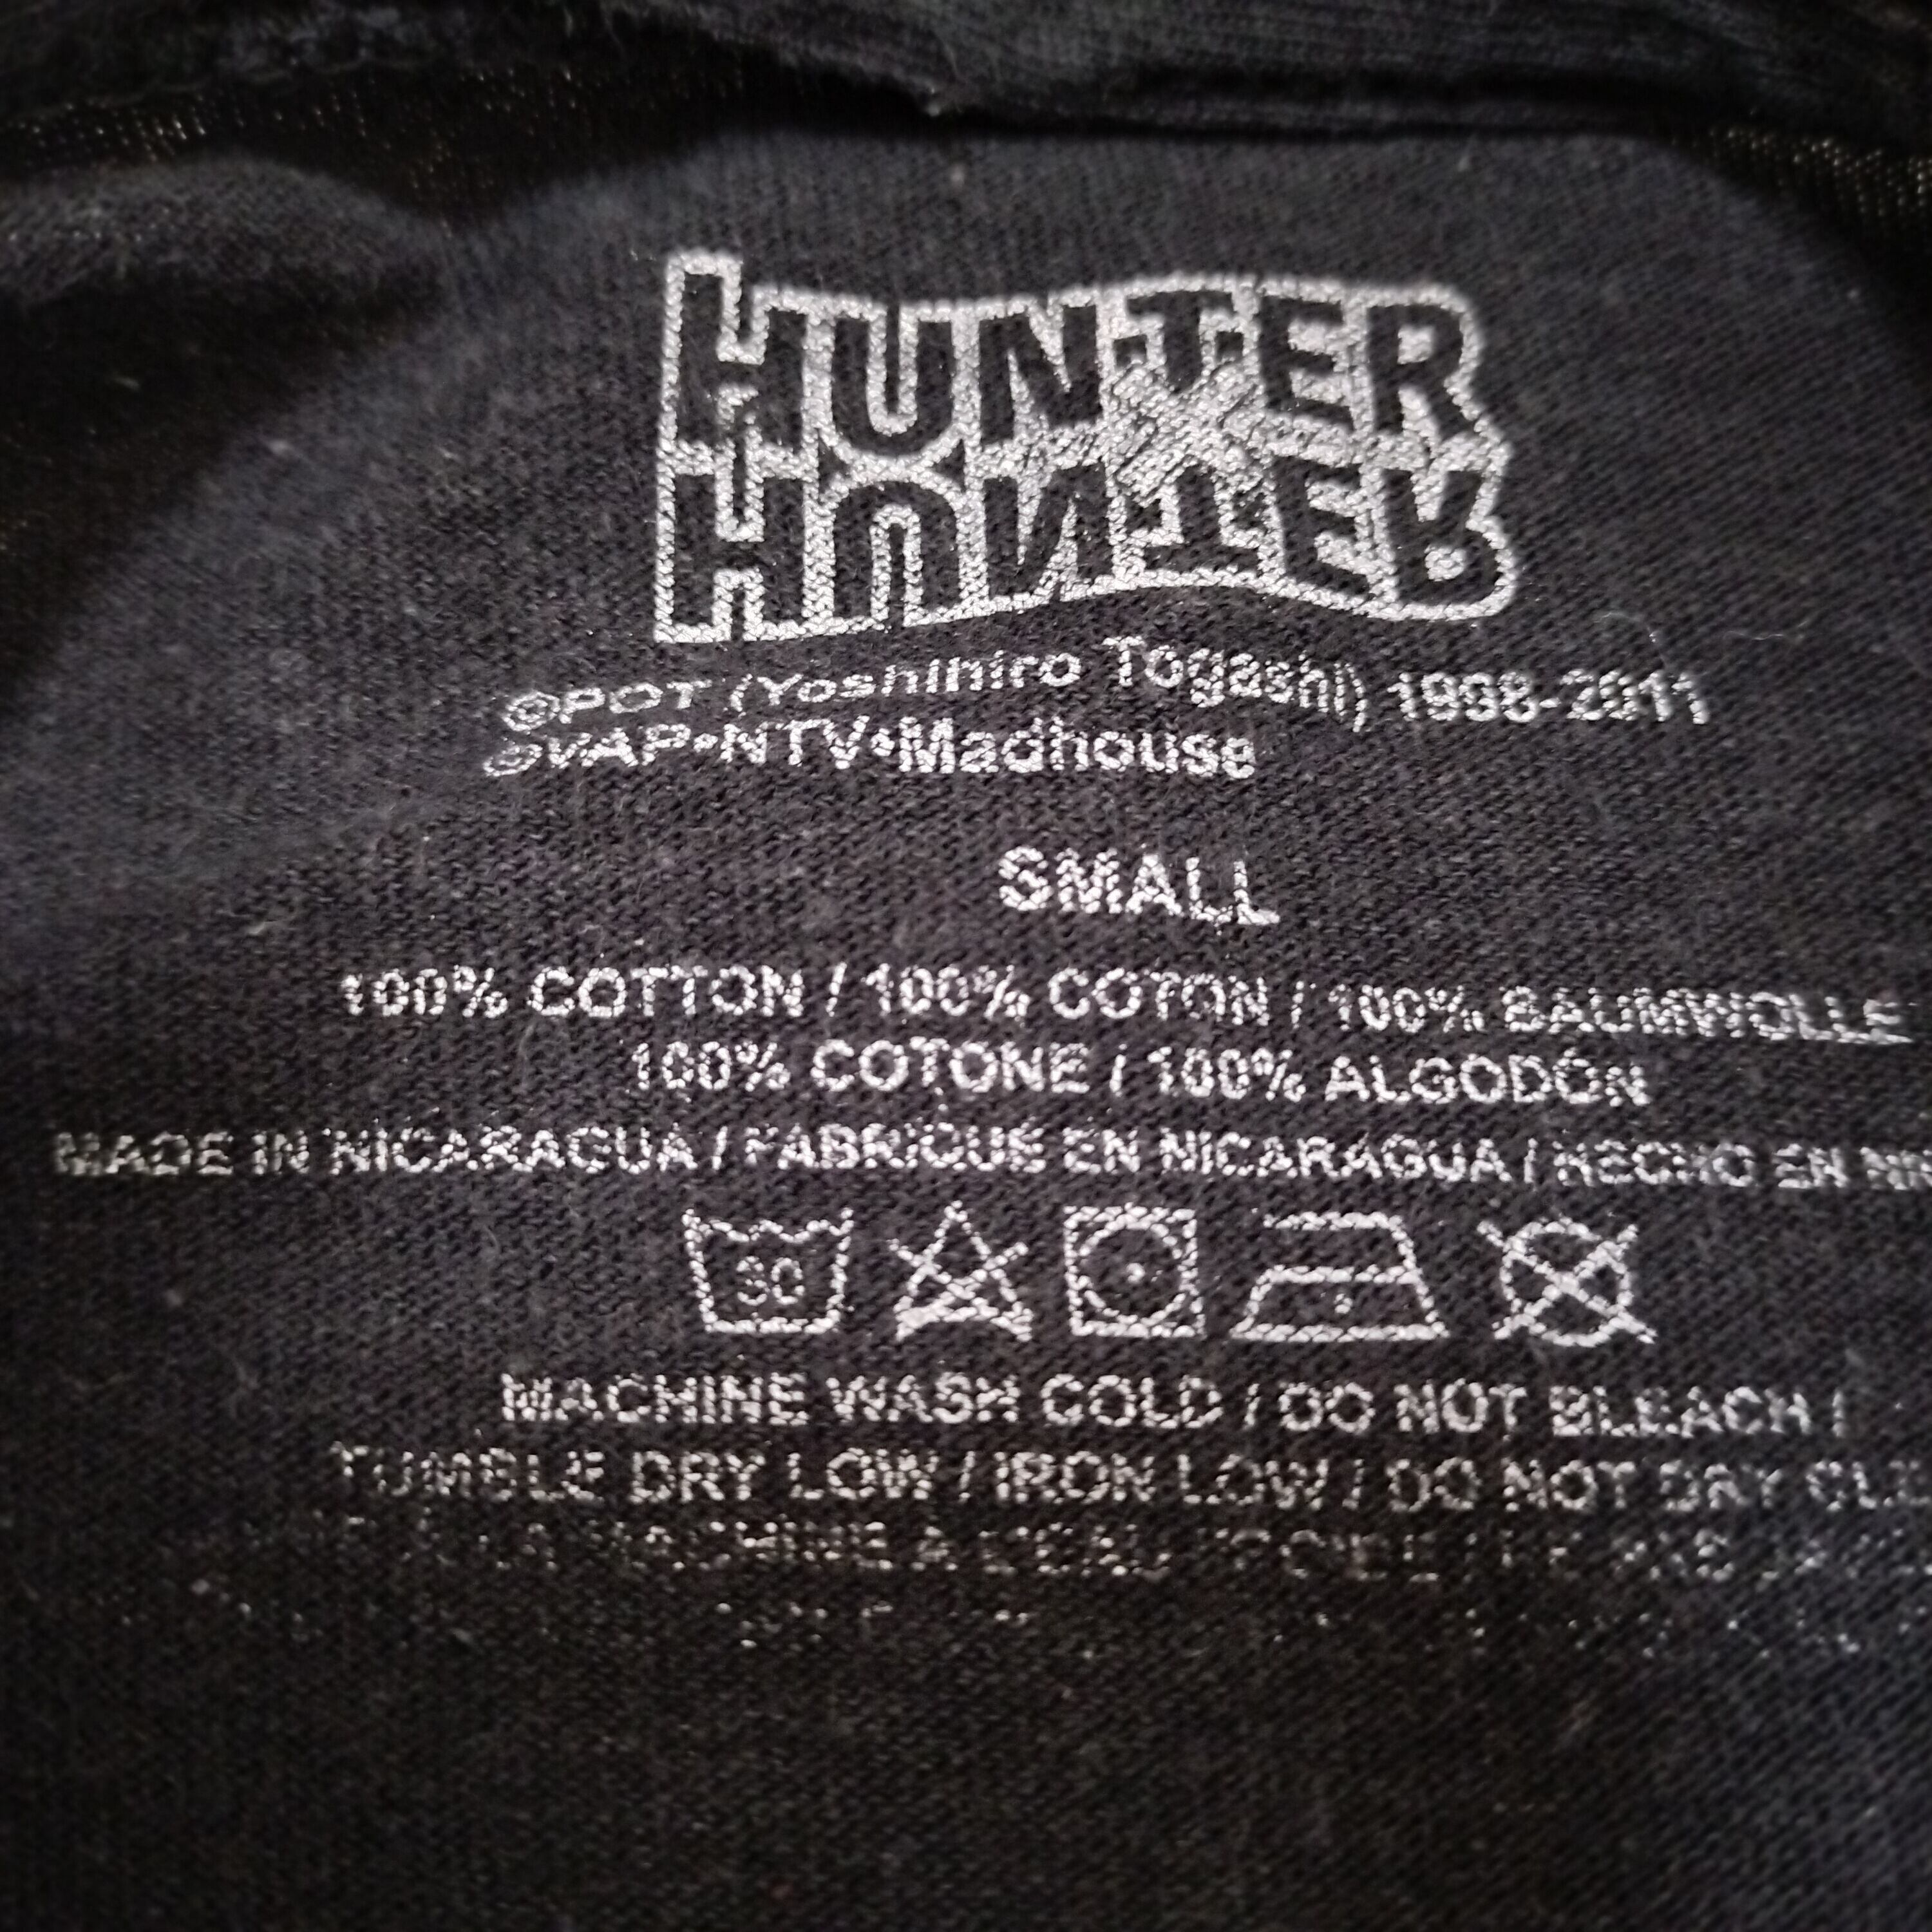 HUNTER
HUNTER
©POT (Yoshihiro Togashi) 1998-2011
©VAP•NTV•Madhouse
SMALL
100% COTTON / 100% COTON / 100% BAUMWOLLE
100% COTONE / 100% ALGODÓN
MADE IN NICARAGUA / FABRIQUÉ EN NICARAGUA / HECHO EN
30
MACHINE WASH COLD / DO NOT BLEACH /
TUMBLE DRY LOW / IRON LOW / DO NOT DRY
MACHINE A L'EAU